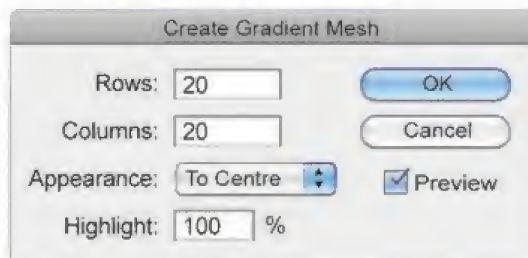 Create Gradient Mesh
Rows: 20
OK
Columns: 20
Cancel
Appearance: To Centre
Preview
Highlight: 100 %